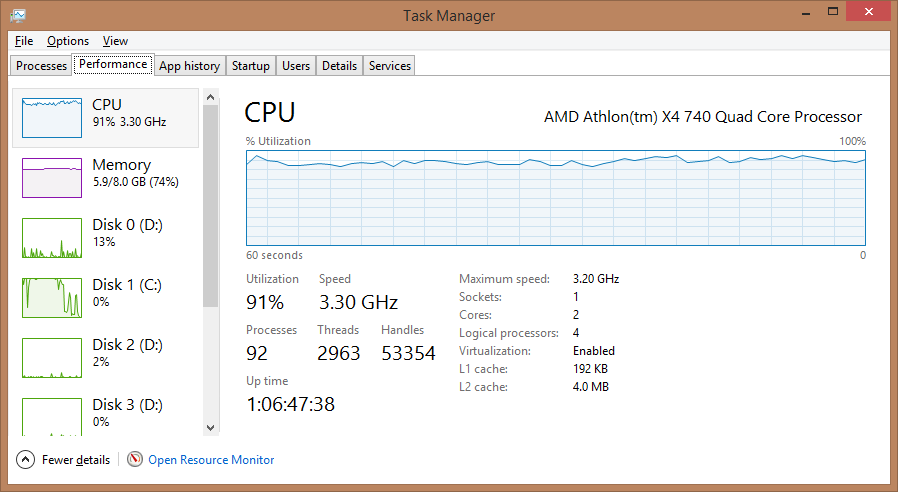 Task Manager
File Options View
Processes Performance App history Startup Users Details Services
CPU
91% 3.30 GHz
Memory
5.9/8.0 GB (74%)
Disk 0 (D:)
13%
Disk 1 (C:)
0%
Disk 2 (D:)
2%
Disk 3 (D:)
0%
CPU AMD Athlon(tm) X4 740 Quad Core Processor
% Utilization 100%
60 seconds 0
Utilization Speed
91% 3.30 GHz
Processes Threads Handles
92 2963 53354
Up time
1:06:47:38
Maximum speed: 3.20 GHz
Sockets: 1
Cores: 2
Logical processors: 4
Virtualization: Enabled
L1 cache: 192 KB
L2 cache: 4.0 MB
Fewer details Open Resource Monitor